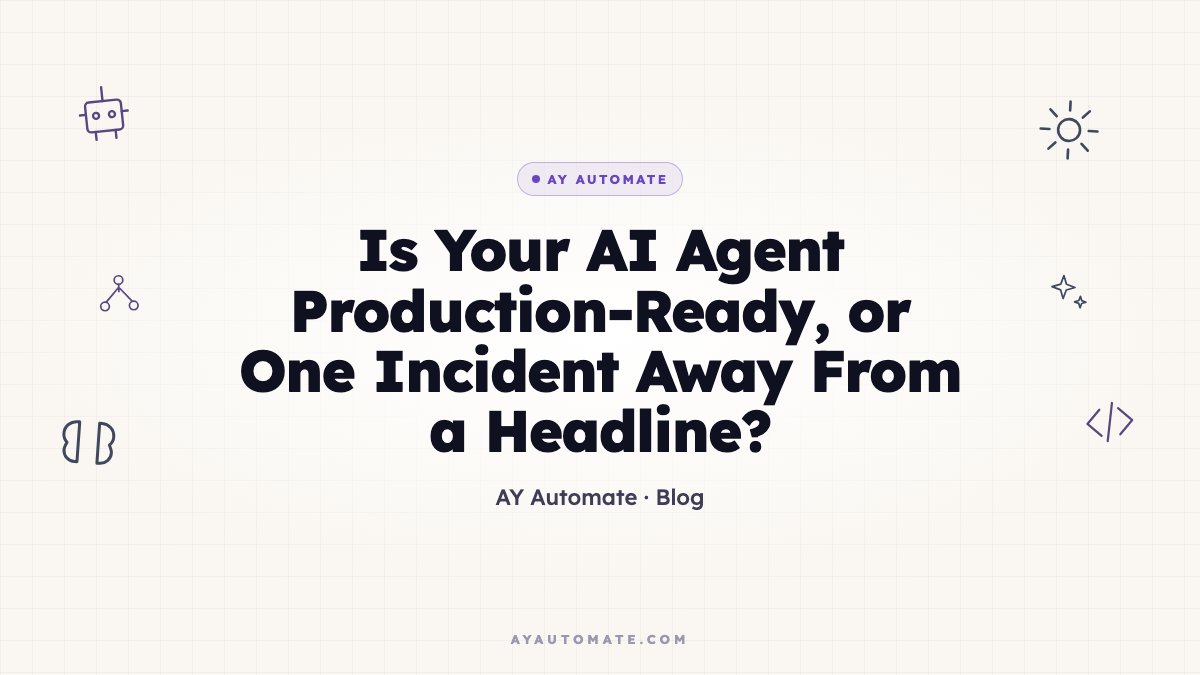 AY AUTOMATE
Is Your AI Agent
Production-Ready, or
One Incident Away From
a Headline?
AY Automate · Blog
AYAUTOMATE.COM